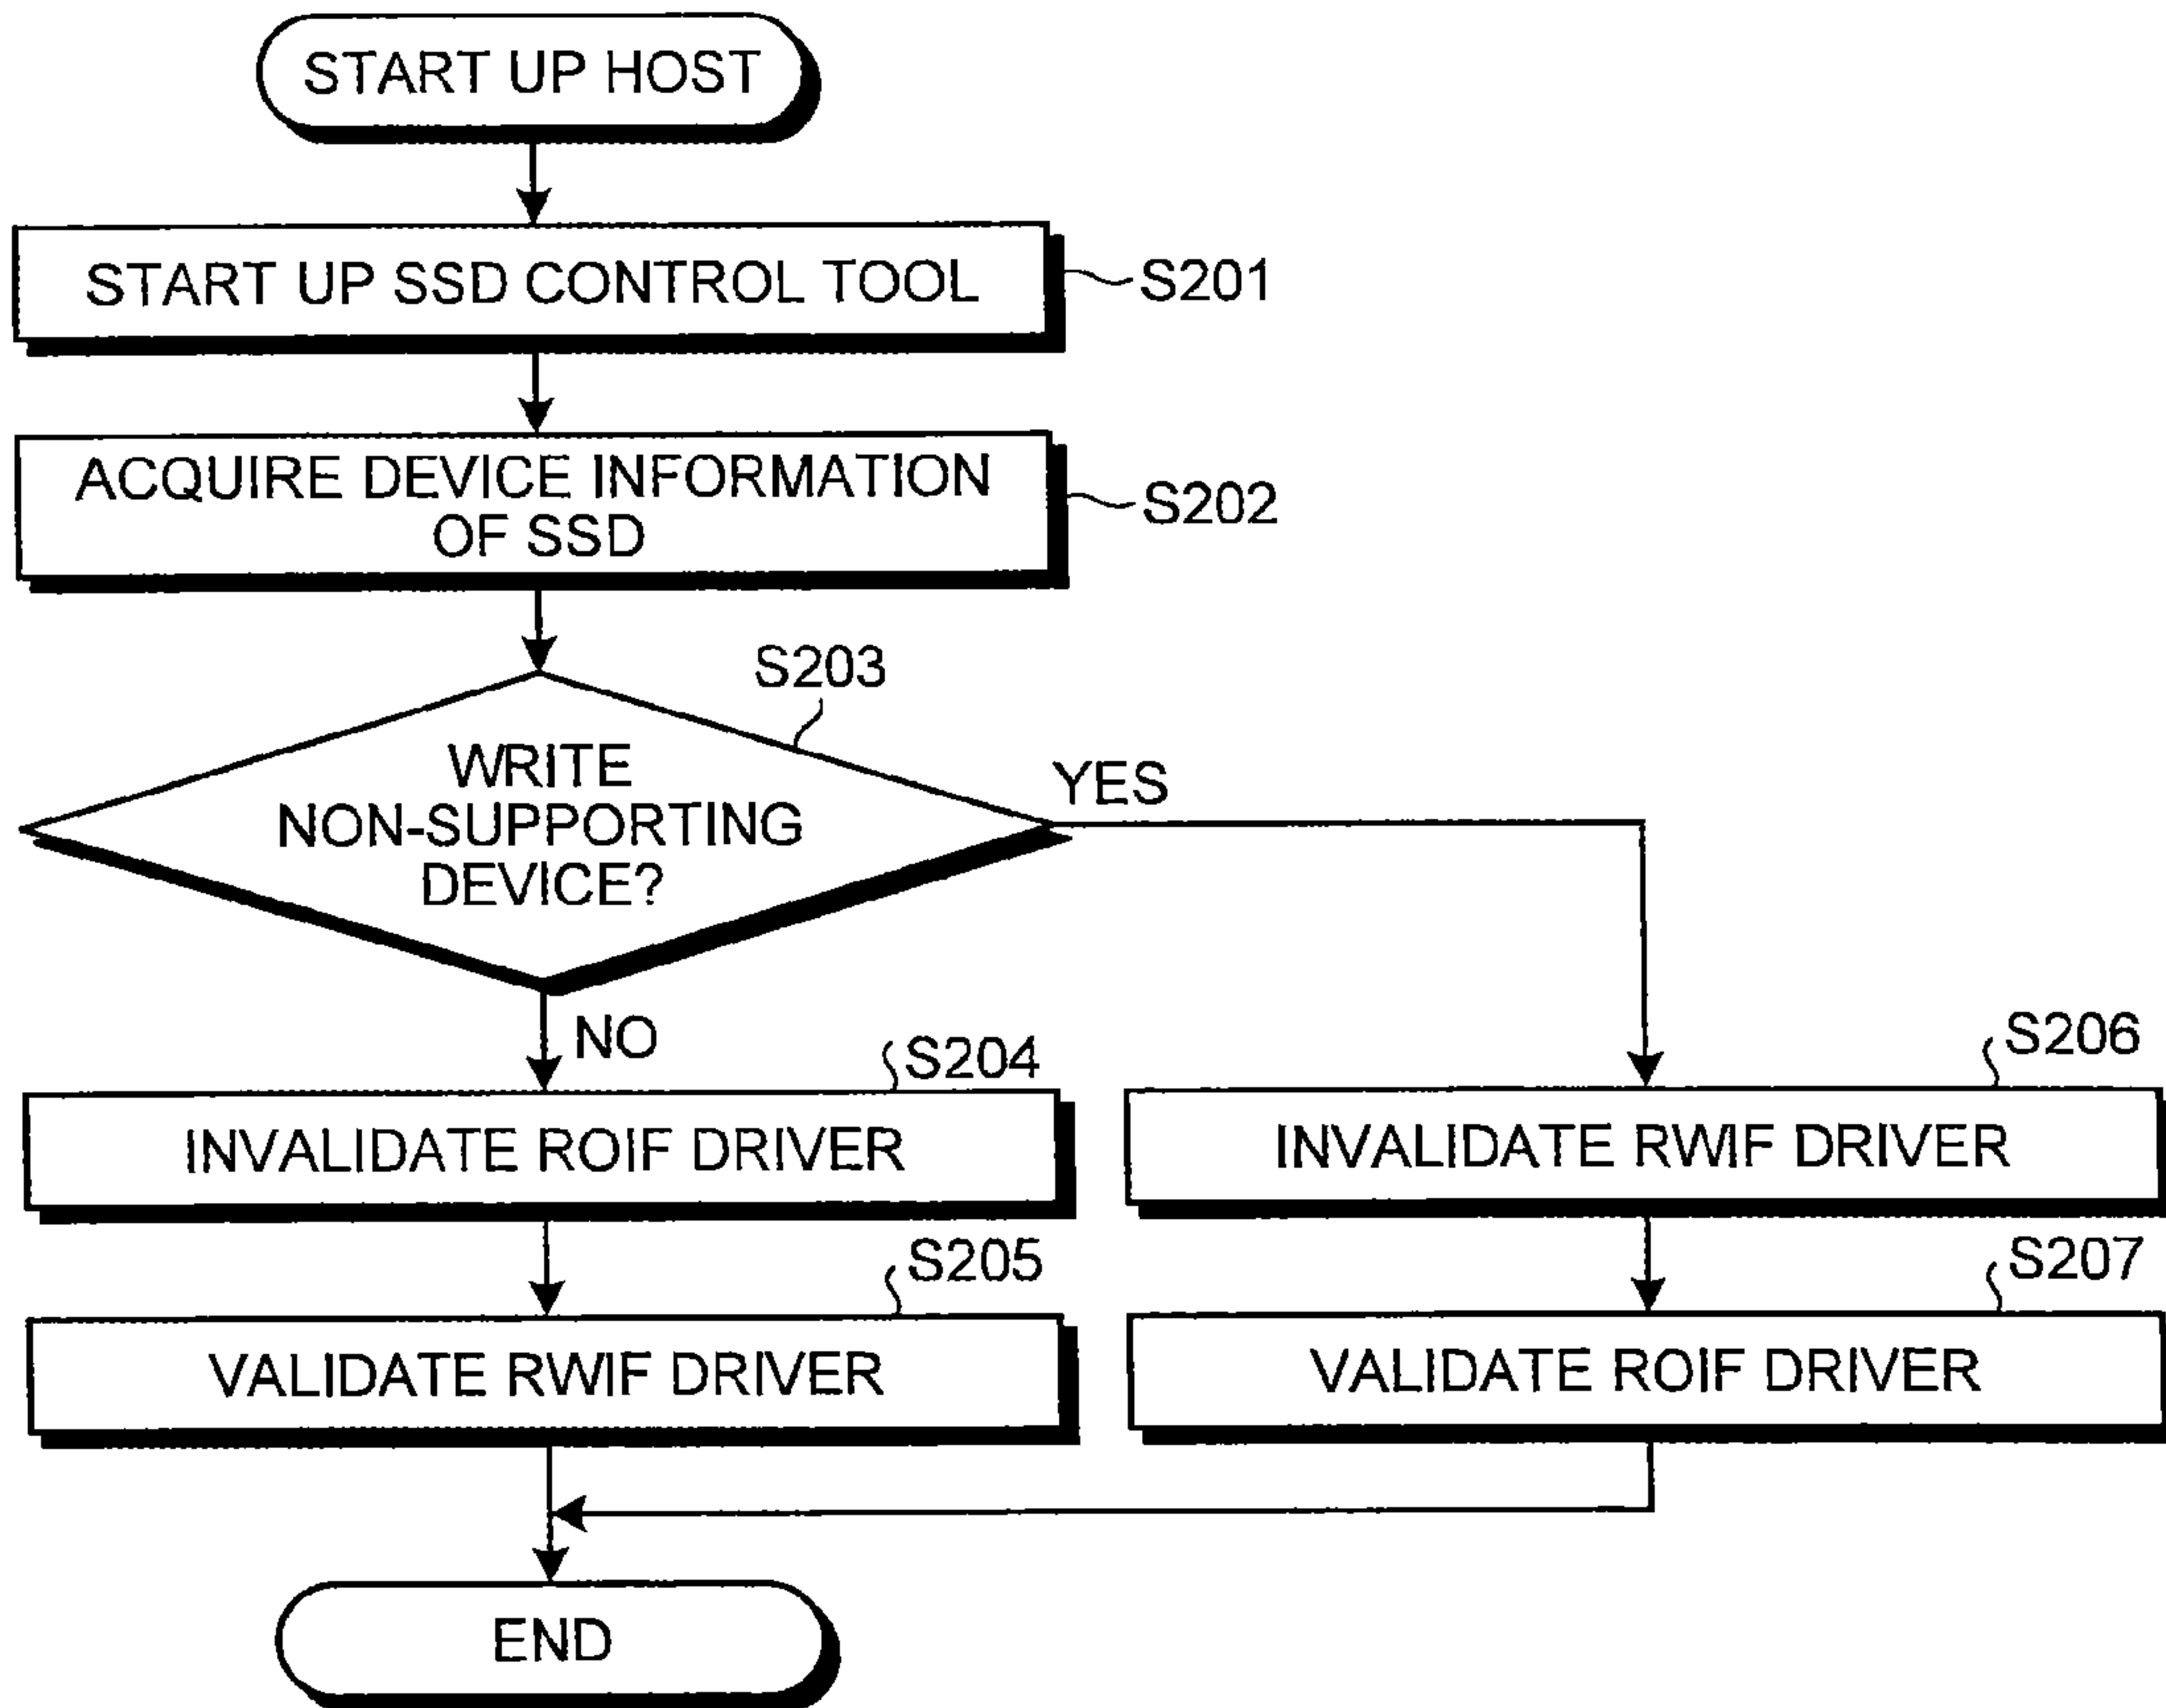 START UP HOST
START UP SSD CONTROL TOOL
S201
ACQUIRE DEVICE INFORMATION
OF SSD
S202
S203
WRITE
NON-SUPPORTING
DEVICE?
YES
NO
S204
INVALIDATE ROIF DRIVER
S206
INVALIDATE RWIF DRIVER
S205
VALIDATE RWIF DRIVER
S207
VALIDATE ROIF DRIVER
END